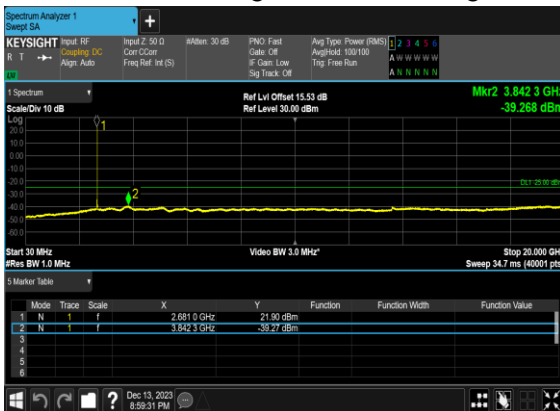 Spectrum Analyzer 1
Swept SA
KEYSIGHT Input: RF Input Z: 50 Ω #Atten: 30 dB PNO: Fast Avg Type: Power (RMS) 1 2 3 4 5 6
R T Coupling: DC Corr CCorr Gate: Off Avg|Hold: 100/100 A W W W W W
Align: Auto Freq Ref: Int (S) IF Gain: Low Trig: Free Run
Sig Track: Off A N N N N N
LV
1 Spectrum Ref Lvl Offset 15.53 dB Mkr2 3.842 3 GHz
Scale/Div 10 dB Ref Level 30.00 dBm -39.268 dBm
Log
20.0
10.0
0.00
-10.0
-20.0
-30.0
-40.0
-50.0
-60.0
1
2
DL1 -25.00 dBm
Start 30 MHz Video BW 3.0 MHz* Stop 20.000 GHz
#Res BW 1.0 MHz Sweep 34.7 ms (40001 pts)
5 Marker Table
Mode Trace Scale X Y Function Function Width Function Value
1 N 1 f 2.681 0 GHz 21.90 dBm
2 N 1 f 3.842 3 GHz -39.27 dBm
3
4
5
6
? Dec 13, 2023
8:59:31 PM